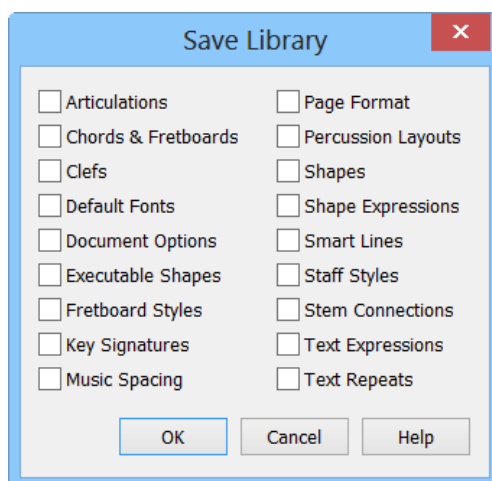 Save Library
Articulations
Chords & Fretboards
Clefs
Default Fonts
Document Options
Executable Shapes
Fretboard Styles
Key Signatures
Music Spacing
Page Format
Percussion Layouts
Shapes
Shape Expressions
Smart Lines
Staff Styles
Stem Connections
Text Expressions
Text Repeats
OK
Cancel
Help